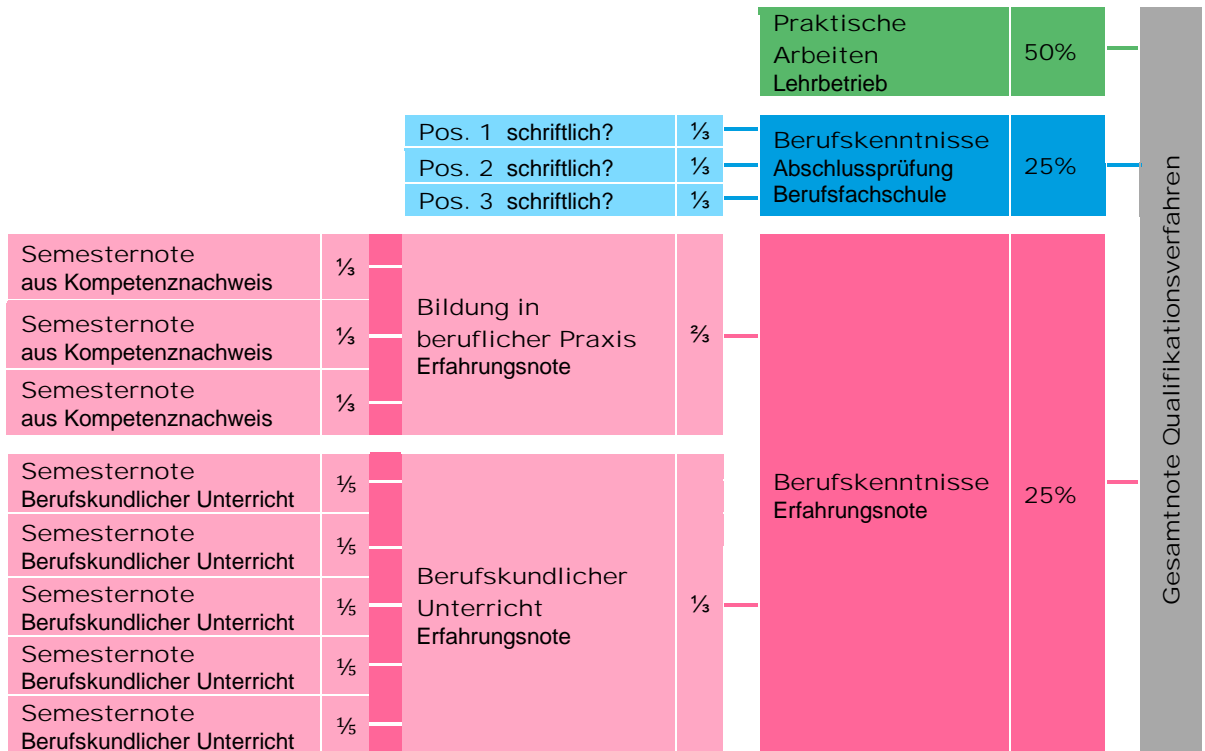 Praktische
Arbeiten
Lehrbetrieb
50%
Pos. 1 schriftlich? ⅓
Pos. 2 schriftlich? ⅓
Pos. 3 schriftlich? ⅓
Berufskenntnisse
Abschlussprüfung
Berufsfachschule
25%
Semesternote
aus Kompetenznachweis
⅓
Semesternote
aus Kompetenznachweis
⅓
Semesternote
aus Kompetenznachweis
⅓
Bildung in
beruflicher Praxis
Erfahrungsnote
⅔
Semesternote
Berufskundlicher Unterricht
⅕
Semesternote
Berufskundlicher Unterricht
⅕
Semesternote
Berufskundlicher Unterricht
⅕
Semesternote
Berufskundlicher Unterricht
⅕
Semesternote
Berufskundlicher Unterricht
⅕
Berufskundlicher
Unterricht
Erfahrungsnote
⅓
Berufskenntnisse
Erfahrungsnote
25%
Gesamtnote Qualifikationsverfahren